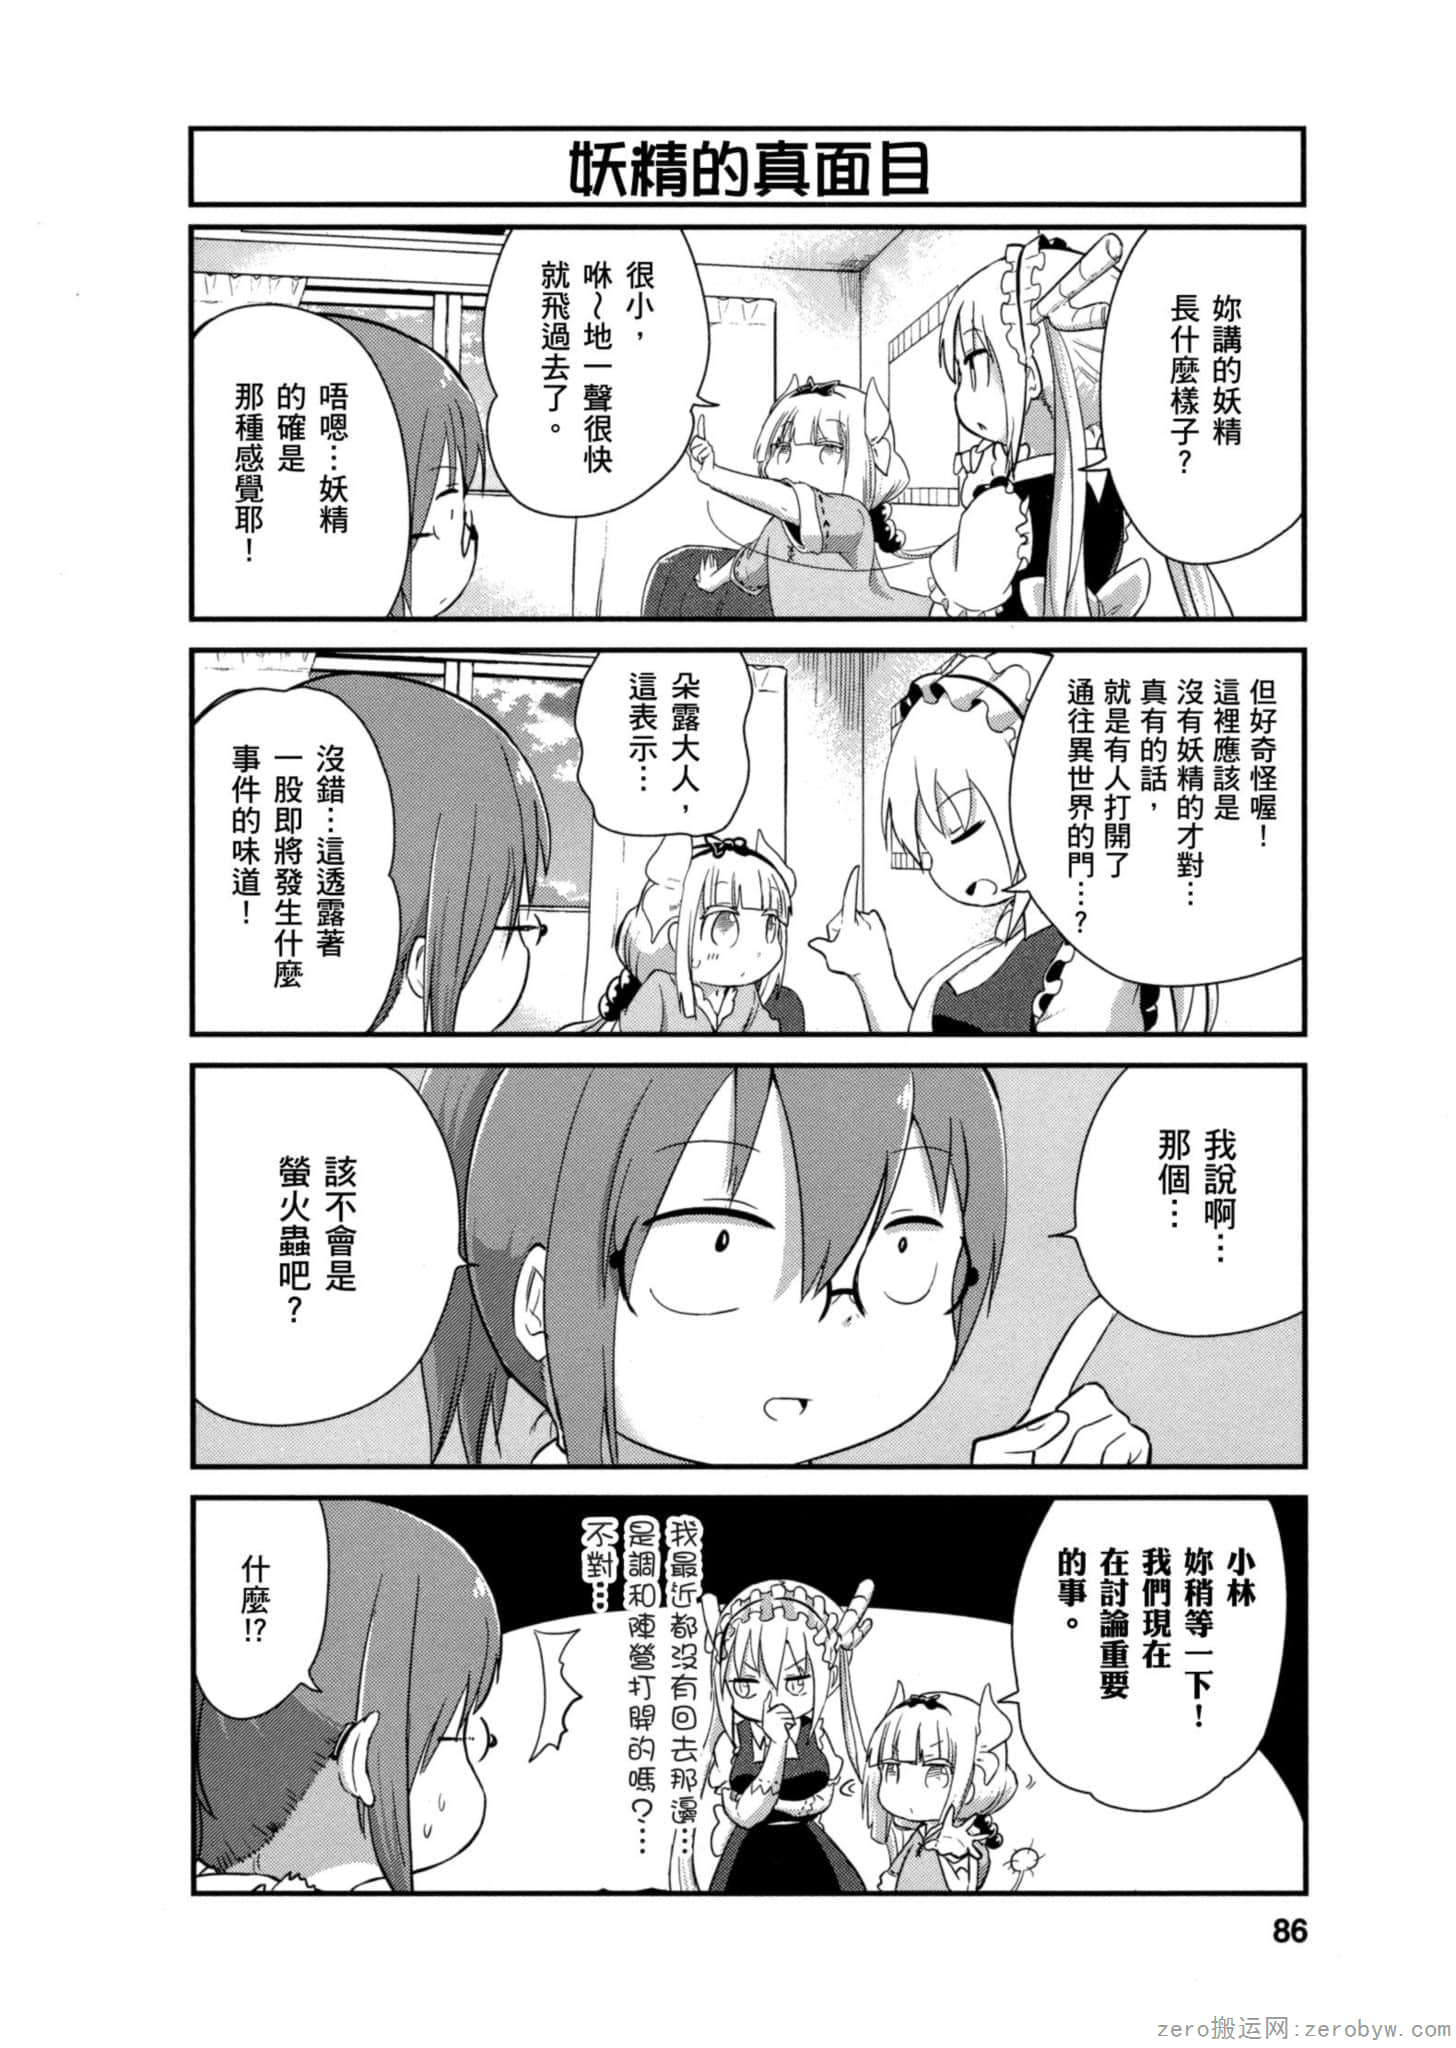 妖精的真面目
妳講的妖精
長什麼樣子？
很小，
咻～地一聲很快
就飛過去了。
唔嗯…妖精
的確是
那種感覺耶！
但好奇怪喔！
這裡應該是
沒有妖精的才對…
真有的話，
就是有人打開了
通往異世界的門…？
朵露大人，
這表示…
沒錯…這透露著
一股即將發生什麼
事件的味道！
我說啊…
那個…
該不會是
螢火蟲吧？
小林
妳稍等一下！
我們現在
在討論重要
的事。
我最近都沒有回去那邊…
是調和陣營打開的嗎？…
不對…
什麼!?
86
zero搬运网:zerobyw.com